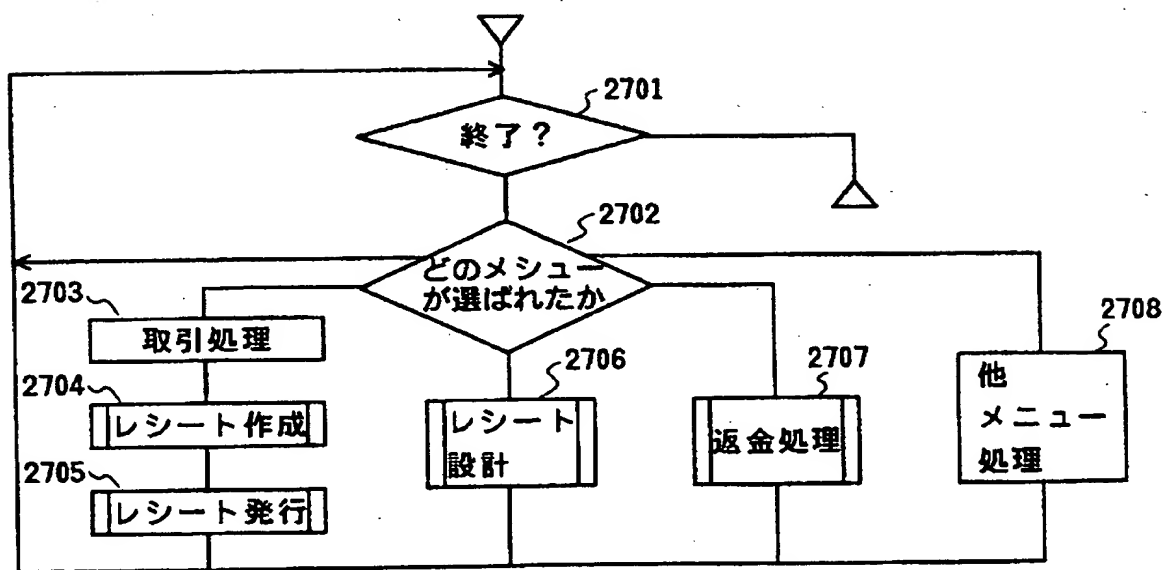 2701
終了?
2702
どのメシュー
が選ばれたか
2703
取引処理
2704
レシート作成
2705
レシート発行
2706
レシート
設計
2707
返金処理
2708
他
メニュー
処理